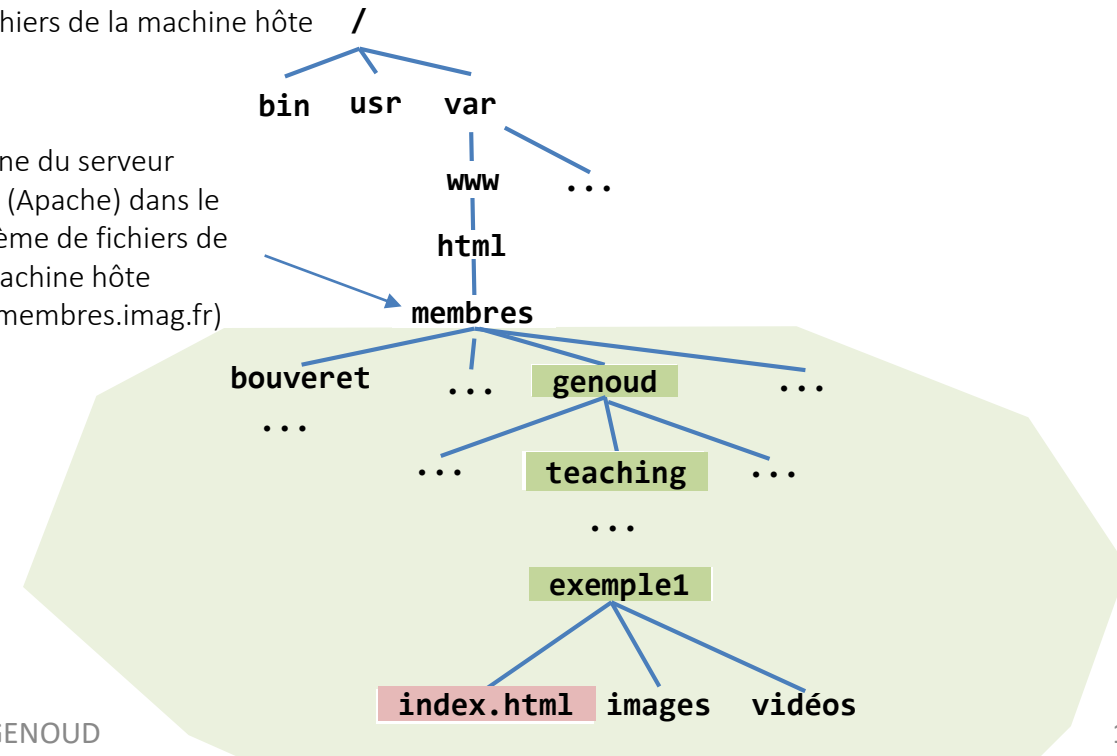 hiers de la machine hôte /
bin usr var
ne du serveur
(Apache) dans le
ème de fichiers de
achine hôte
membres.imag.fr)
www ...
html
membres
bouveret ... genoud ...
...
... teaching ...
...
exemple1
index.html images vidéos
GENOUD